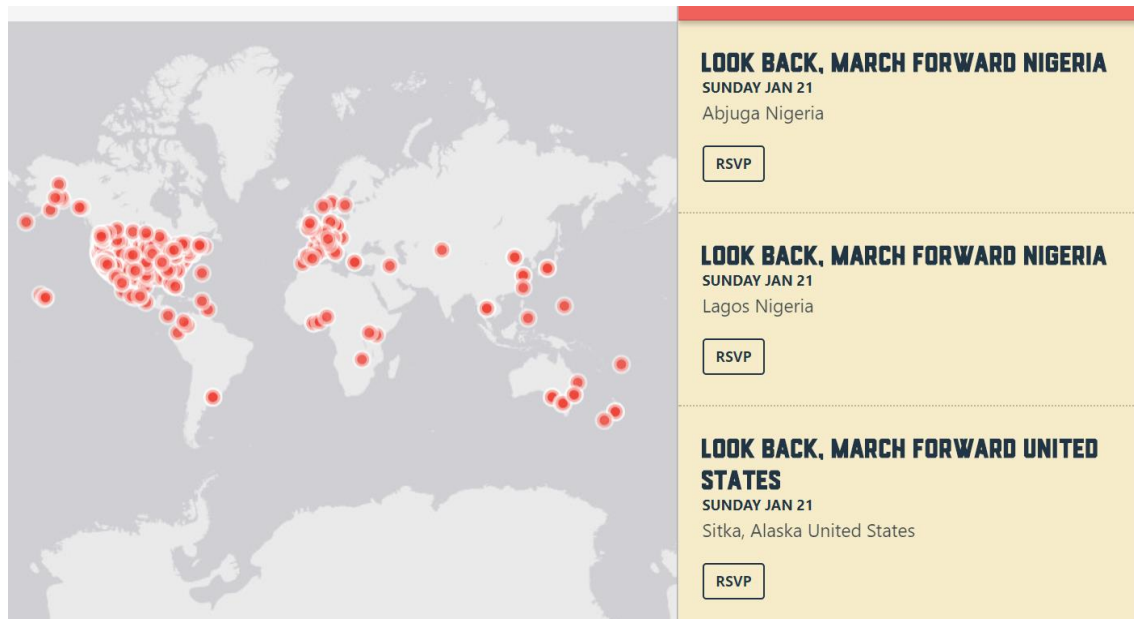 LOOK BACK, MARCH FORWARD NIGERIA
SUNDAY JAN 21
Abjuga Nigeria
RSVP
LOOK BACK, MARCH FORWARD NIGERIA
SUNDAY JAN 21
Lagos Nigeria
RSVP
LOOK BACK, MARCH FORWARD UNITED
STATES
SUNDAY JAN 21
Sitka, Alaska United States
RSVP